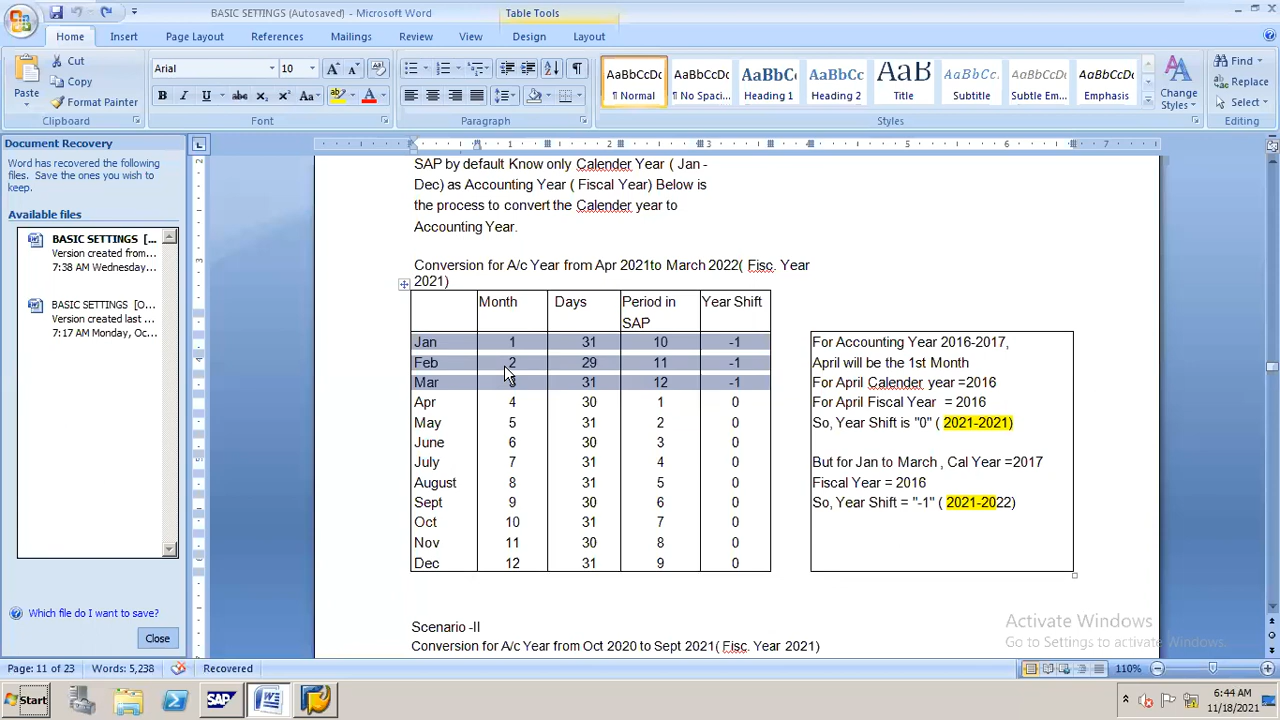 BASIC SETTINGS (Autosaved) - Microsoft Word
Table Tools
Home Insert Page Layout References Mailings Review View Design Layout
Paste
Cut
Copy
Format Painter
Clipboard
Arial 10
Font
Paragraph
AaBbCcDc AaBbCcDc AaBbC AaBbCc AaB AaBbCc. AaBbCcDc AaBbCcDc
¶ Normal ¶ No Spaci... Heading 1 Heading 2 Title Subtitle Subtle Em... Emphasis
Change Styles
Styles
Find
Replace
Select
Editing
Document Recovery
Word has recovered the following
files. Save the ones you wish to
keep.
Available files
BASIC SETTINGS [...
Version created from...
7:38 AM Wednesday...
BASIC SETTINGS [O...
Version created last ...
7:17 AM Monday, Oc...
Which file do I want to save?
Close
SAP by default Know only Calender Year ( Jan -
Dec) as Accounting Year ( Fiscal Year) Below is
the process to convert the Calender year to
Accounting Year.
Conversion for A/c Year from Apr 2021to March 2022( Fisc. Year
2021)
Month Days Period in SAP Year Shift
Jan 1 31 10 -1
Feb 2 29 11 -1
Mar 3 31 12 -1
Apr 4 30 1 0
May 5 31 2 0
June 6 30 3 0
July 7 31 4 0
August 8 31 5 0
Sept 9 30 6 0
Oct 10 31 7 0
Nov 11 30 8 0
Dec 12 31 9 0
For Accounting Year 2016-2017,
April will be the 1st Month
For April Calender year =2016
For April Fiscal Year = 2016
So, Year Shift is "0" ( 2021-2021)
But for Jan to March , Cal Year =2017
Fiscal Year = 2016
So, Year Shift = "-1" ( 2021-2022)
Scenario -II
Conversion for A/c Year from Oct 2020 to Sept 2021( Fisc. Year 2021)
Activate Windows
Go to Settings to activate Windows.
Page: 11 of 23 Words: 5,238 Recovered 110%
Start
SAP
6:44 AM
11/18/2021